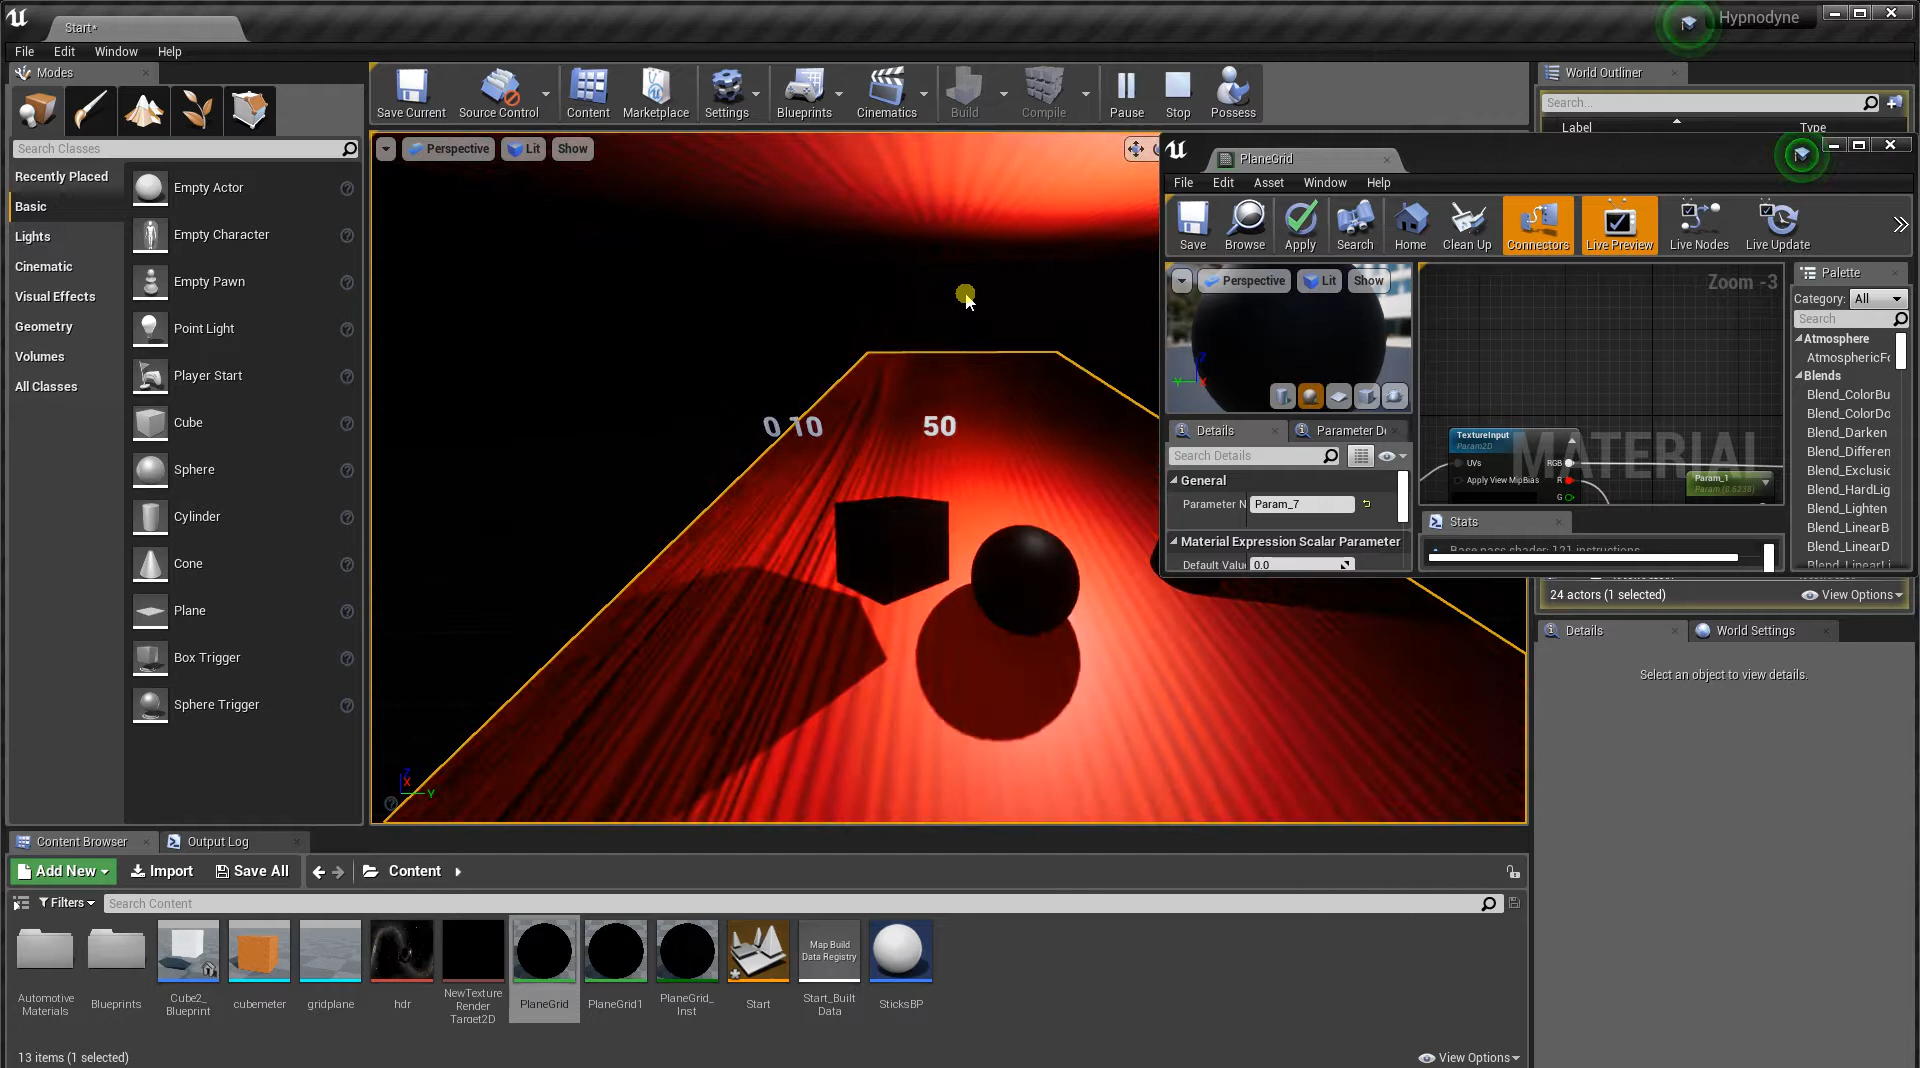 Start*
Hypnodyne
File Edit Window Help
Modes
Search Classes
Recently Placed
Basic
Lights
Cinematic
Visual Effects
Geometry
Volumes
All Classes
Empty Actor
Empty Character
Empty Pawn
Point Light
Player Start
Cube
Sphere
Cylinder
Cone
Plane
Box Trigger
Sphere Trigger
Save Current Source Control Content Marketplace Settings Blueprints Cinematics Build Compile Pause Stop Possess
Perspective Lit Show
0 10 50
X
Y
World Outliner
Search...
Label Type
PlaneGrid
File Edit Asset Window Help
Save Browse Apply Search Home Clean Up Connectors Live Preview Live Nodes Live Update
Perspective Lit Show
Zoom -3
MATERIAL
TextureInput
Param2D
UVs RGB
Apply View MipBias R
G
Param_1
Param (0.6238)
Palette
Category: All
Search
Atmosphere
AtmosphericFo
Blends
Blend_ColorBu
Blend_ColorDo
Blend_Darken
Blend_Differen
Blend_Exclusic
Blend_HardLig
Blend_Lighten
Blend_LinearB
Blend_LinearD
Blend_LinearLi
Details Parameter D
Search Details
General
Parameter N Param_7
Material Expression Scalar Parameter
Default Valu 0.0
Stats
Base pass shader: 121 instructions
24 actors (1 selected) View Options
Details World Settings
Select an object to view details.
Content Browser Output Log
Add New Import Save All Content
Filters Search Content
Automotive
Materials
Blueprints
Cube2_
Blueprint
cubemeter
gridplane
hdr
NewTexture
Render
Target2D
PlaneGrid
PlaneGrid1
PlaneGrid_
Inst
Map Build
Data Registry
Start
Start_Built
Data
SticksBP
13 items (1 selected) View Options